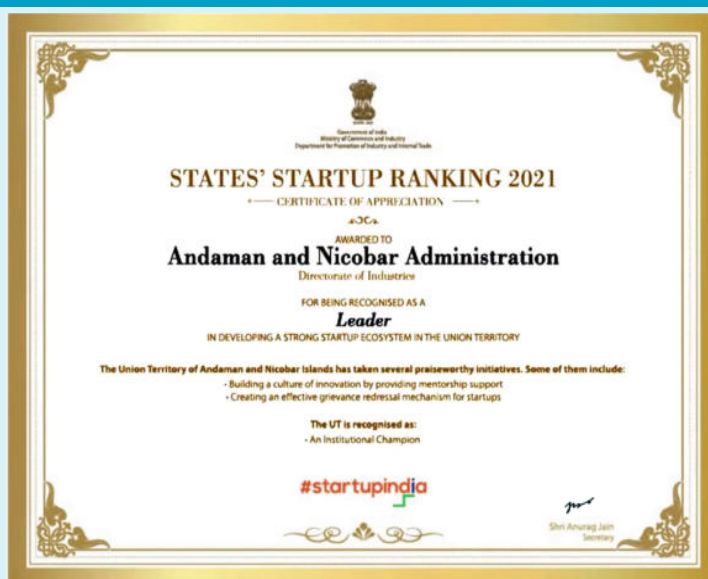 Government of India
Ministry of Commerce and Industry
Department for Promotion of Industry and Internal Trade
STATES' STARTUP RANKING 2021
CERTIFICATE OF APPRECIATION
AWARDED TO
Andaman and Nicobar Administration
Directorate of Industries
FOR BEING RECOGNISED AS A
Leader
IN DEVELOPING A STRONG STARTUP ECOSYSTEM IN THE UNION TERRITORY
The Union Territory of Andaman and Nicobar Islands has taken several praiseworthy initiatives. Some of them include:
- Building a culture of innovation by providing mentorship support
- Creating an effective grievance redressal mechanism for startups
The UT is recognised as:
- An Institutional Champion
#startupindia
Shri Anurag Jain
Secretary